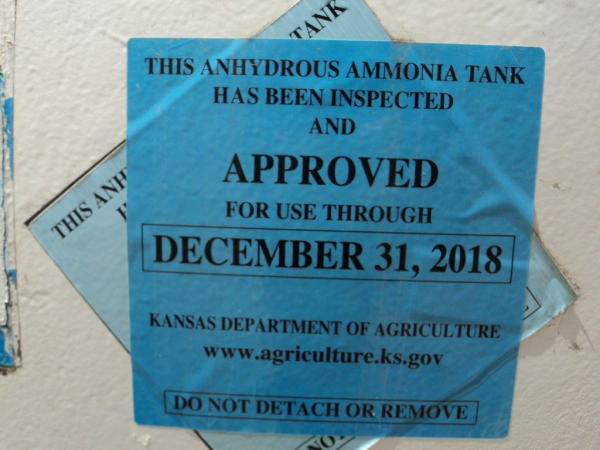 THIS ANHYDROUS AMMONIA TANK
HAS BEEN INSPECTED
AND
APPROVED
FOR USE THROUGH
DECEMBER 31, 2018
KANSAS DEPARTMENT OF AGRICULTURE
www.agriculture.ks.gov
DO NOT DETACH OR REMOVE
TANK
THIS ANH